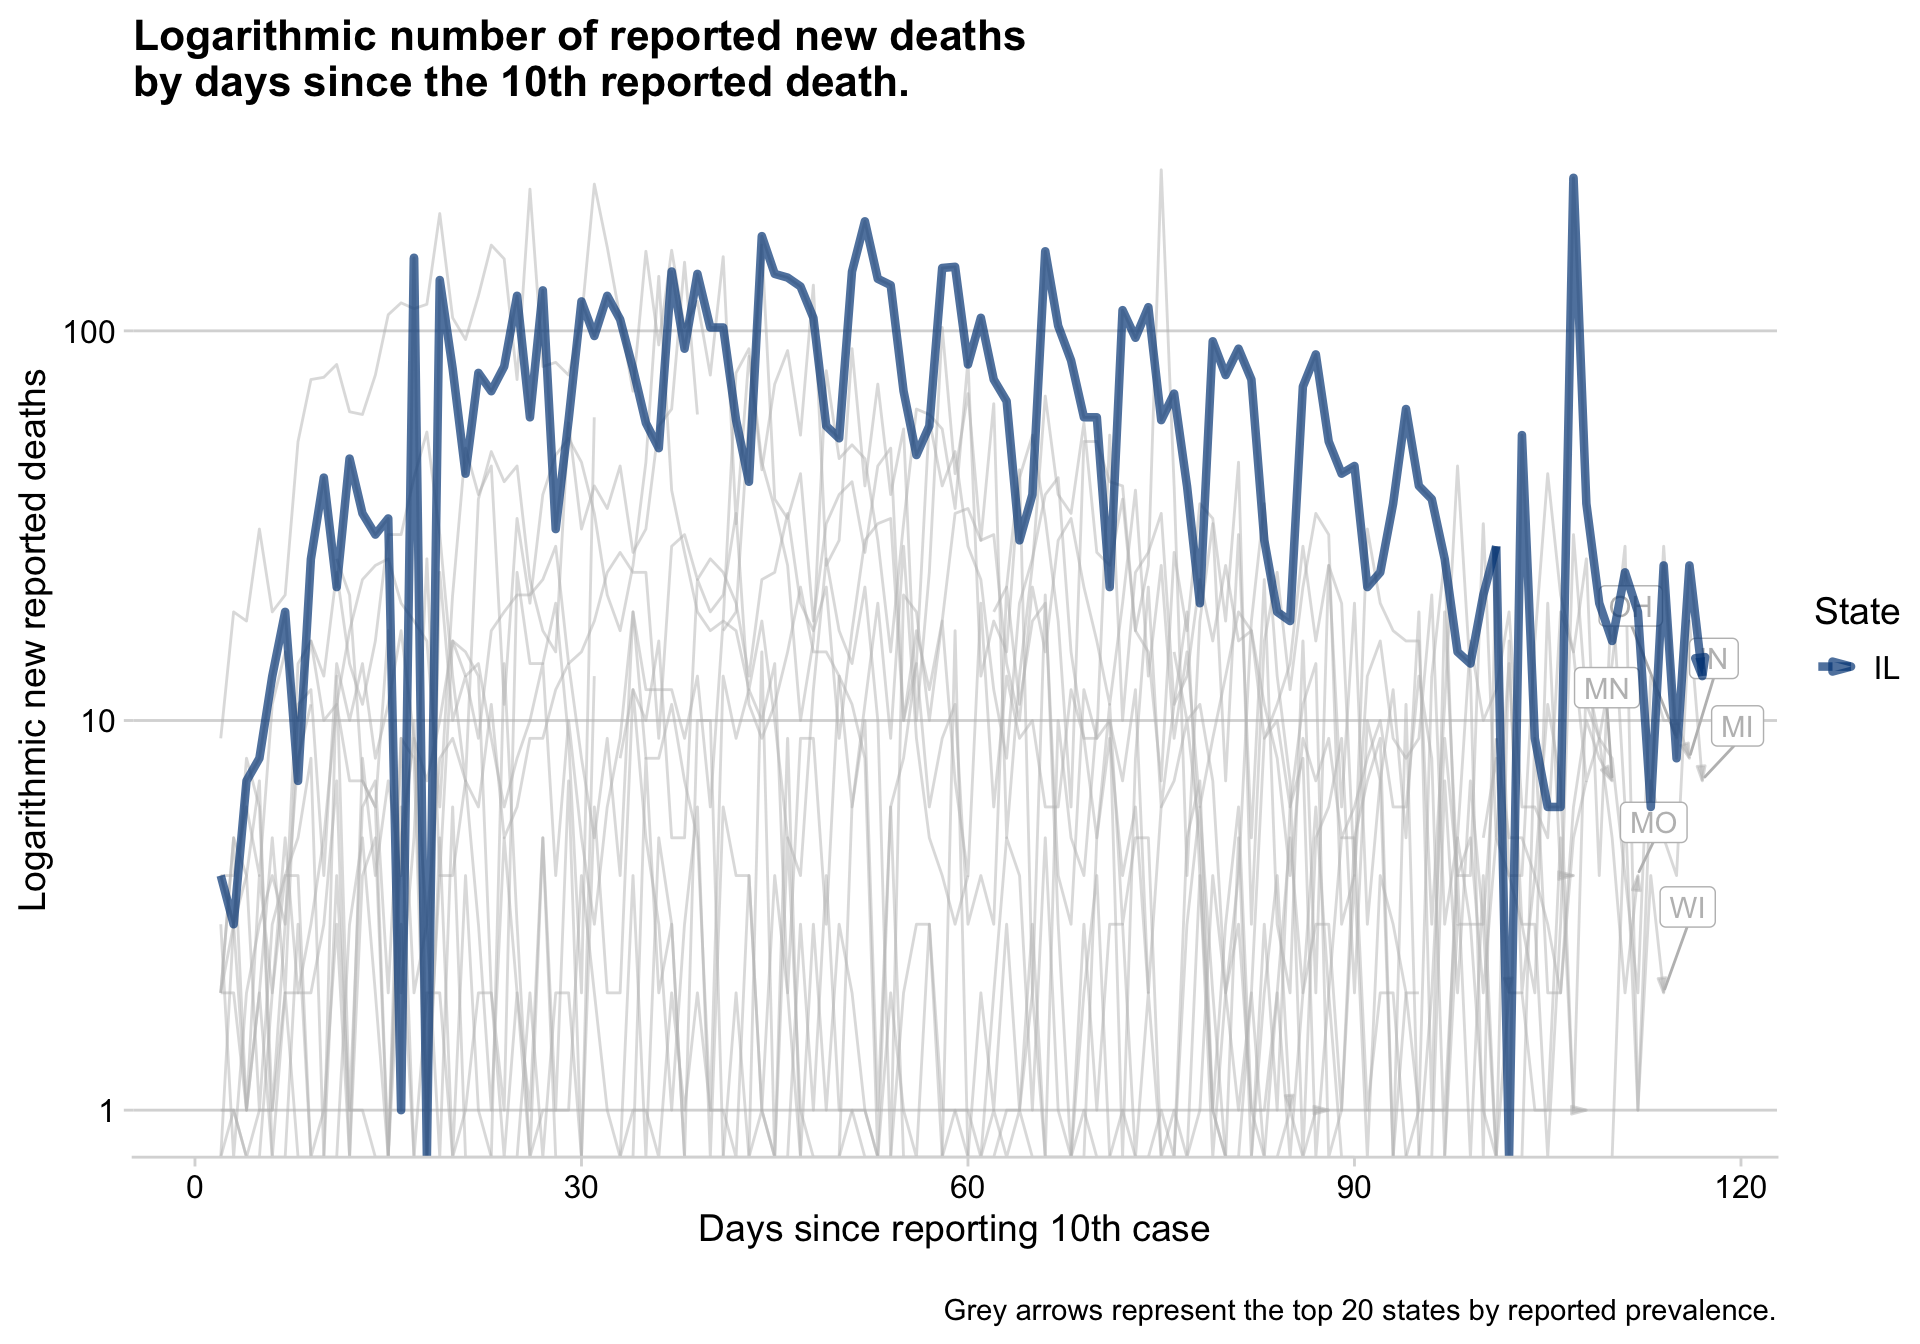 Logarithmic number of reported new deaths
by days since the 10th reported death.
Logarithmic new reported deaths
100
10
1
OH
MN
MI
MO
WI
0
30
60
90
120
Days since reporting 10th case
State
IL
Grey arrows represent the top 20 states by reported prevalence.